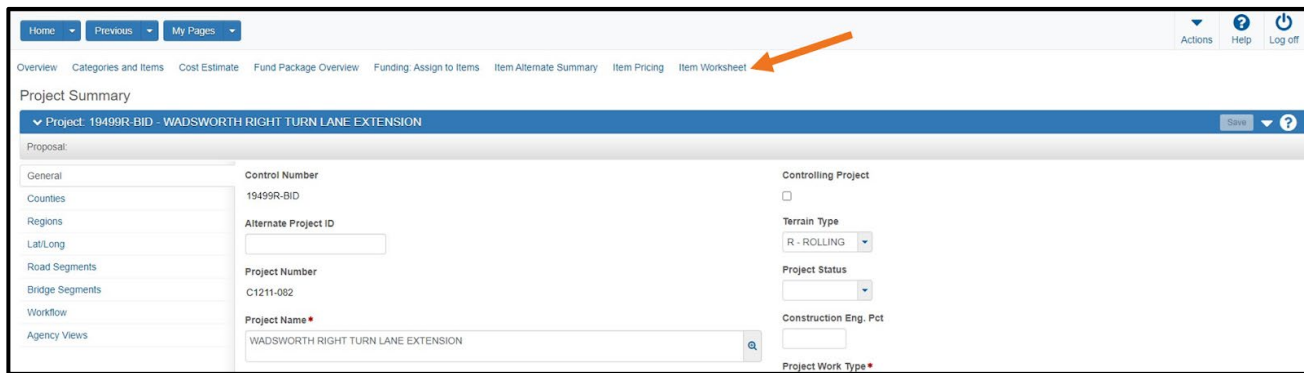 Home Previous My Pages Actions Help Log off
Overview Categories and Items Cost Estimate Fund Package Overview Funding: Assign to Items Item Alternate Summary Item Pricing Item Worksheet
Project Summary
Project: 19499R-BID - WADSWORTH RIGHT TURN LANE EXTENSION Save ?
Proposal:
General
Counties
Regions
Lat/Long
Road Segments
Bridge Segments
Workflow
Agency Views
Control Number
19499R-BID
Alternate Project ID
Project Number
C1211-082
Project Name*
WADSWORTH RIGHT TURN LANE EXTENSION
Controlling Project
Terrain Type
R - ROLLING
Project Status
Construction Eng. Pct
Project Work Type*